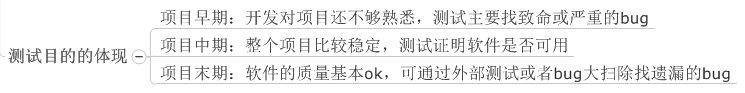 项目早期：开发对项目还不够熟悉，测试主要找致命或严重的bug
测试目的的体现
项目中期：整个项目比较稳定，测试证明软件是否可用
项目末期：软件的质量基本ok，可通过外部测试或者bug大扫除找遗漏的bug